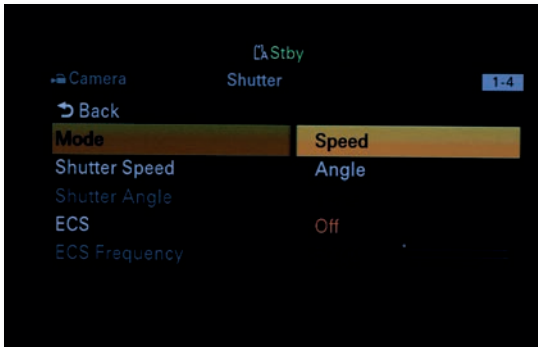 Stby
Camera Shutter 1-4
Back
Mode Speed
Shutter Speed Angle
Shutter Angle
ECS Off
ECS Frequency